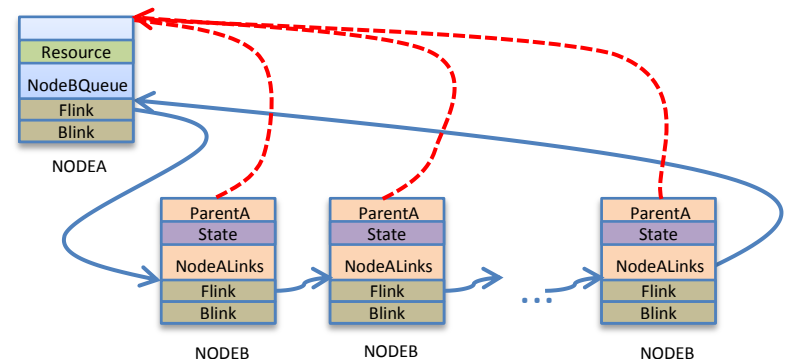 Resource
NodeBQueue
Flink
Blink
NODEA
ParentA
State
NodeALinks
Flink
Blink
NODEB
ParentA
State
NodeALinks
Flink
Blink
NODEB
...
ParentA
State
NodeALinks
Flink
Blink
NODEB